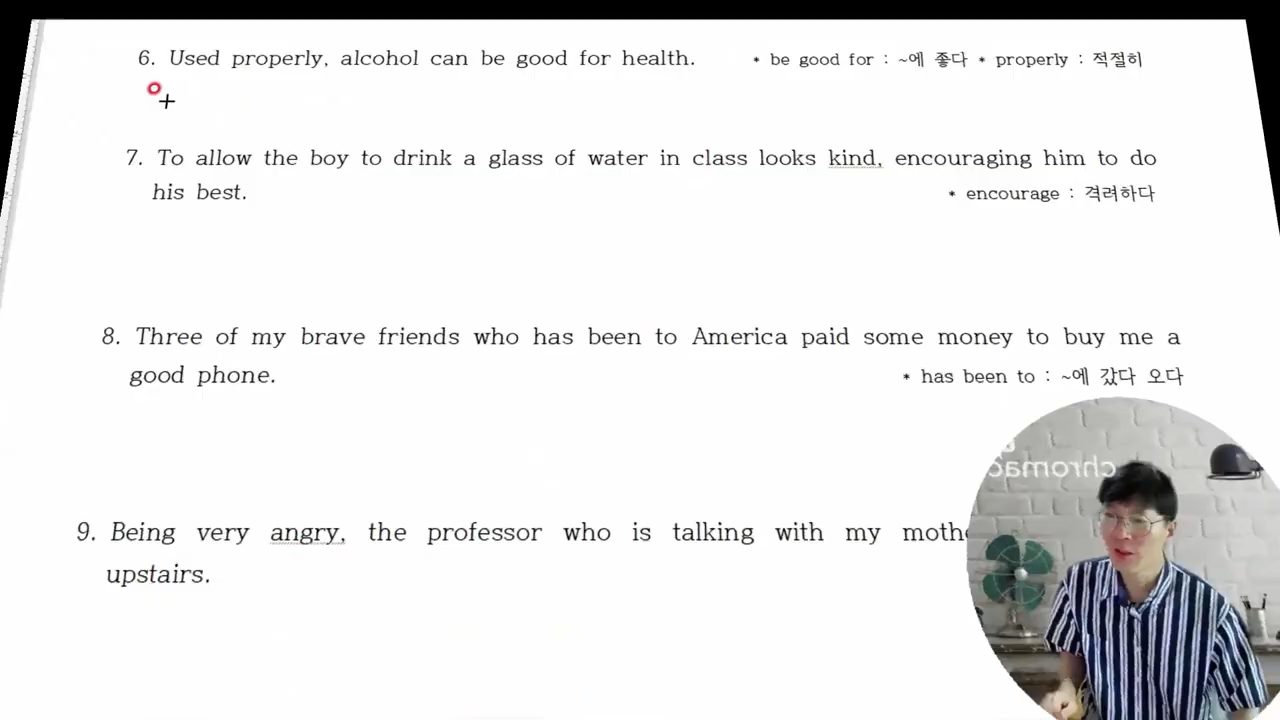 6. Used properly, alcohol can be good for health. * be good for : ~에 좋다 * properly : 적절히
7. To allow the boy to drink a glass of water in class looks kind, encouraging him to do
his best. * encourage : 격려하다
8. Three of my brave friends who has been to America paid some money to buy me a
good phone. * has been to : ~에 갔다 오다
9. Being very angry, the professor who is talking with my
upstairs.